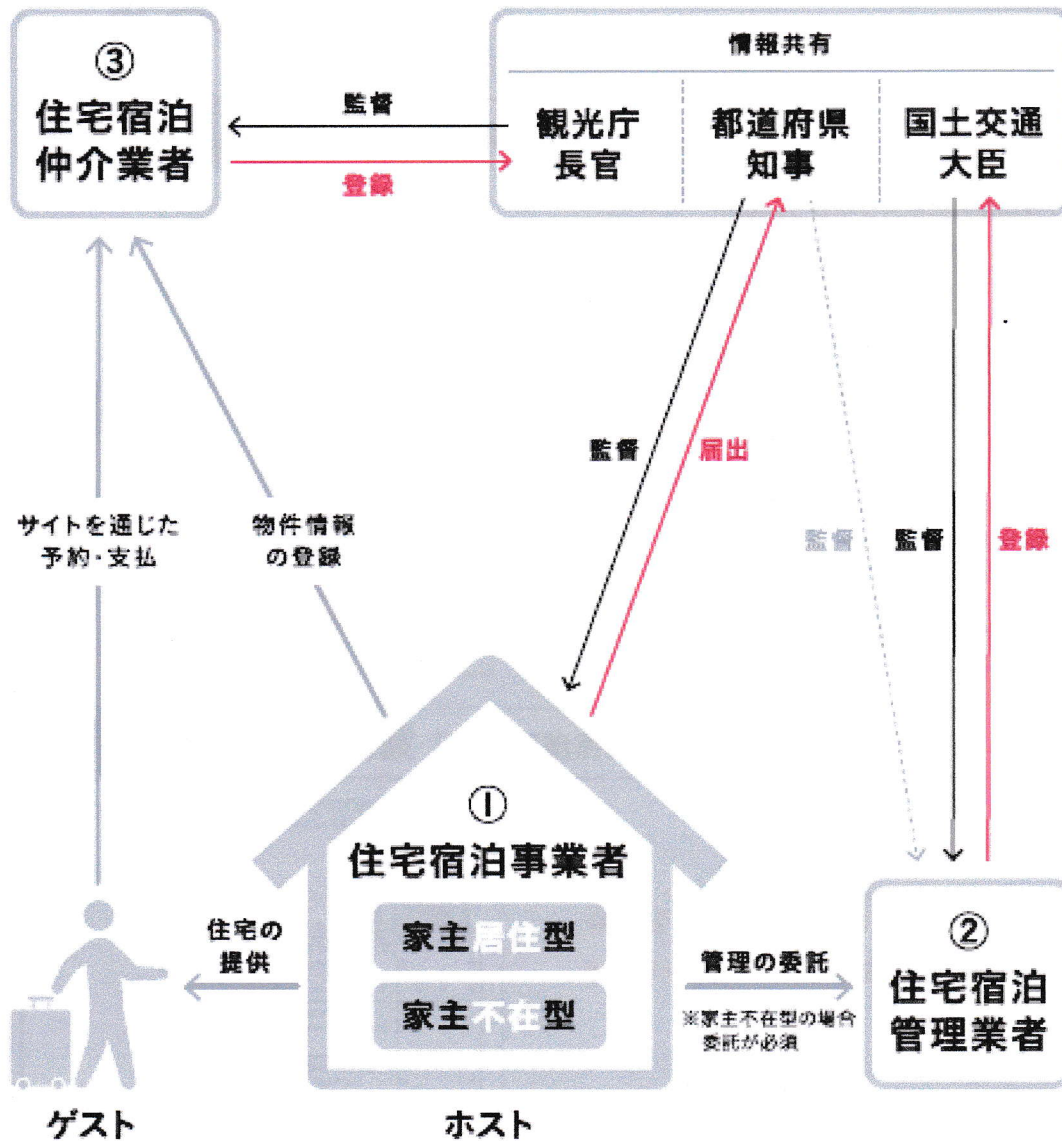 ③
住宅宿泊
仲介業者
監督
登録
情報共有
観光庁
長官
都道府県
知事
国土交通
大臣
サイトを通じた
予約・支払
物件情報
の登録
監督
届出
監督
監督
登録
①
住宅宿泊事業者
家主居住型
家主不在型
住宅の
提供
管理の委託
※家主不在型の場合
委託が必須
②
住宅宿泊
管理業者
ゲスト
ホスト